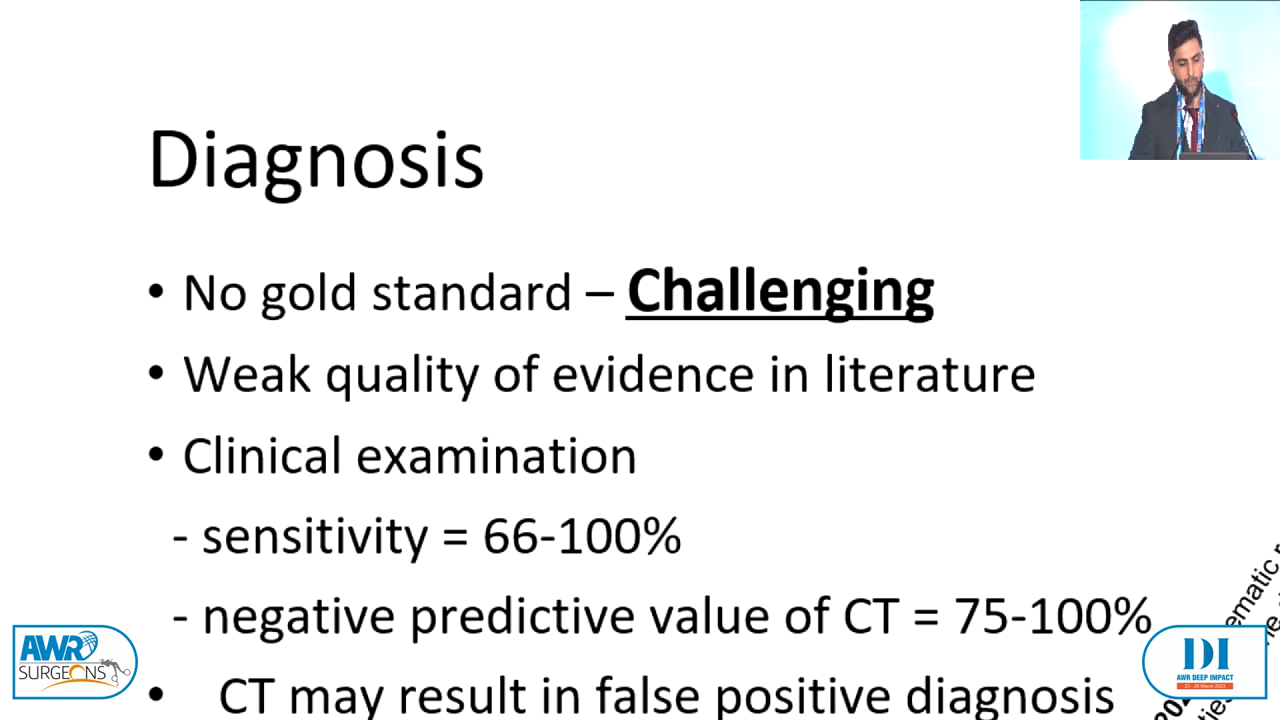 Diagnosis
• No gold standard – Challenging
• Weak quality of evidence in literature
• Clinical examination
- sensitivity = 66-100%
- negative predictive value of CT = 75-100%
• CT may result in false positive diagnosis
AWR
SURGEONS
DI
AWR DEEP IMPACT